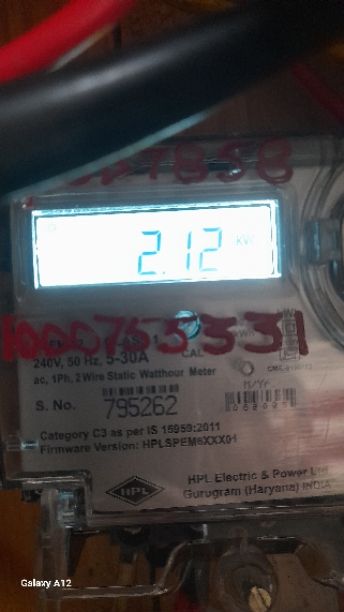 7858
2.12 kW
1000753331
240V, 50 Hz, 5-30A
CAL
ac, 1Ph, 2 Wire Static Watthour Meter
S. No. 795262
Category C3 as per IS 15959:2011
Firmware Version: HPLSPEM6XXX01
HPL
HPL Electric & Power Ltd
Gurugram (Haryana) INDIA
Galaxy A12